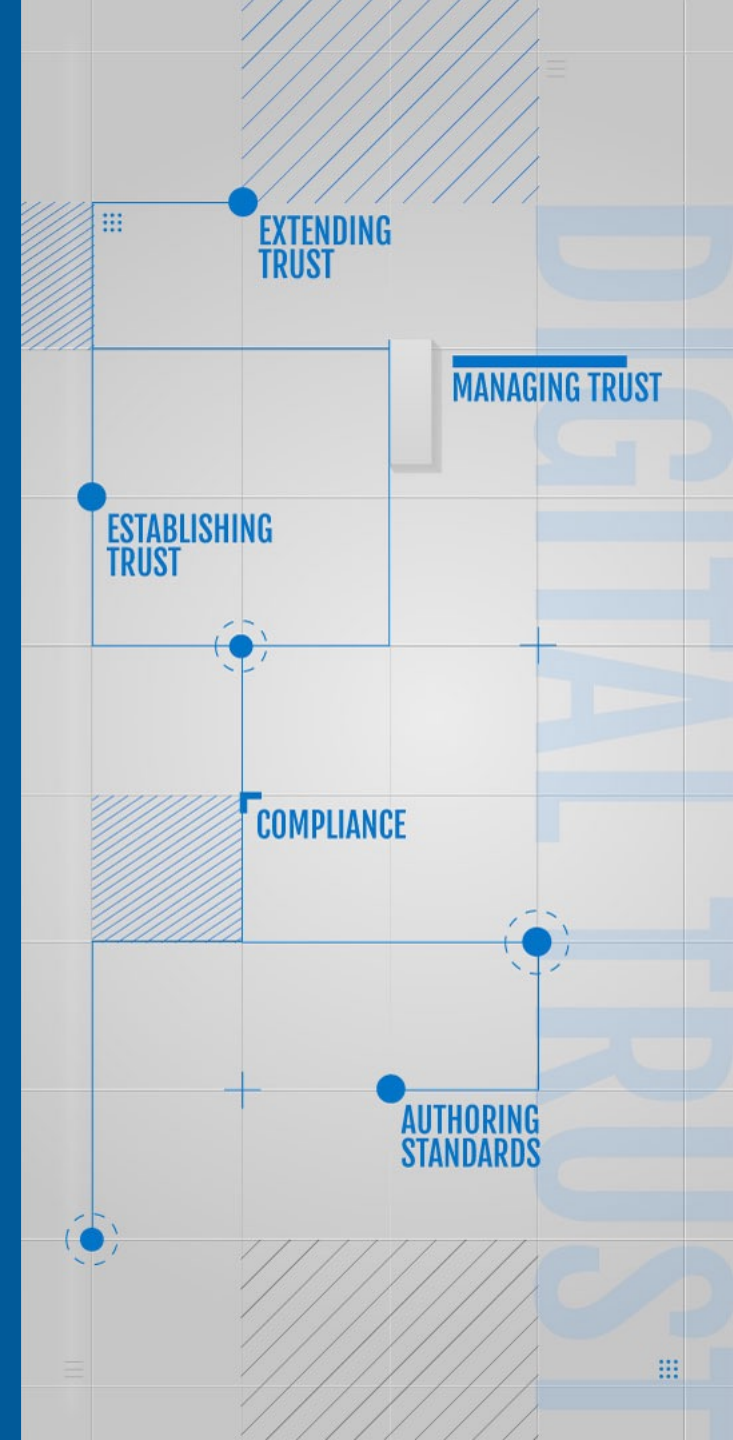 EXTENDING
TRUST
MANAGING TRUST
ESTABLISHING
TRUST
COMPLIANCE
AUTHORING
STANDARDS
DIGITAL TRUST